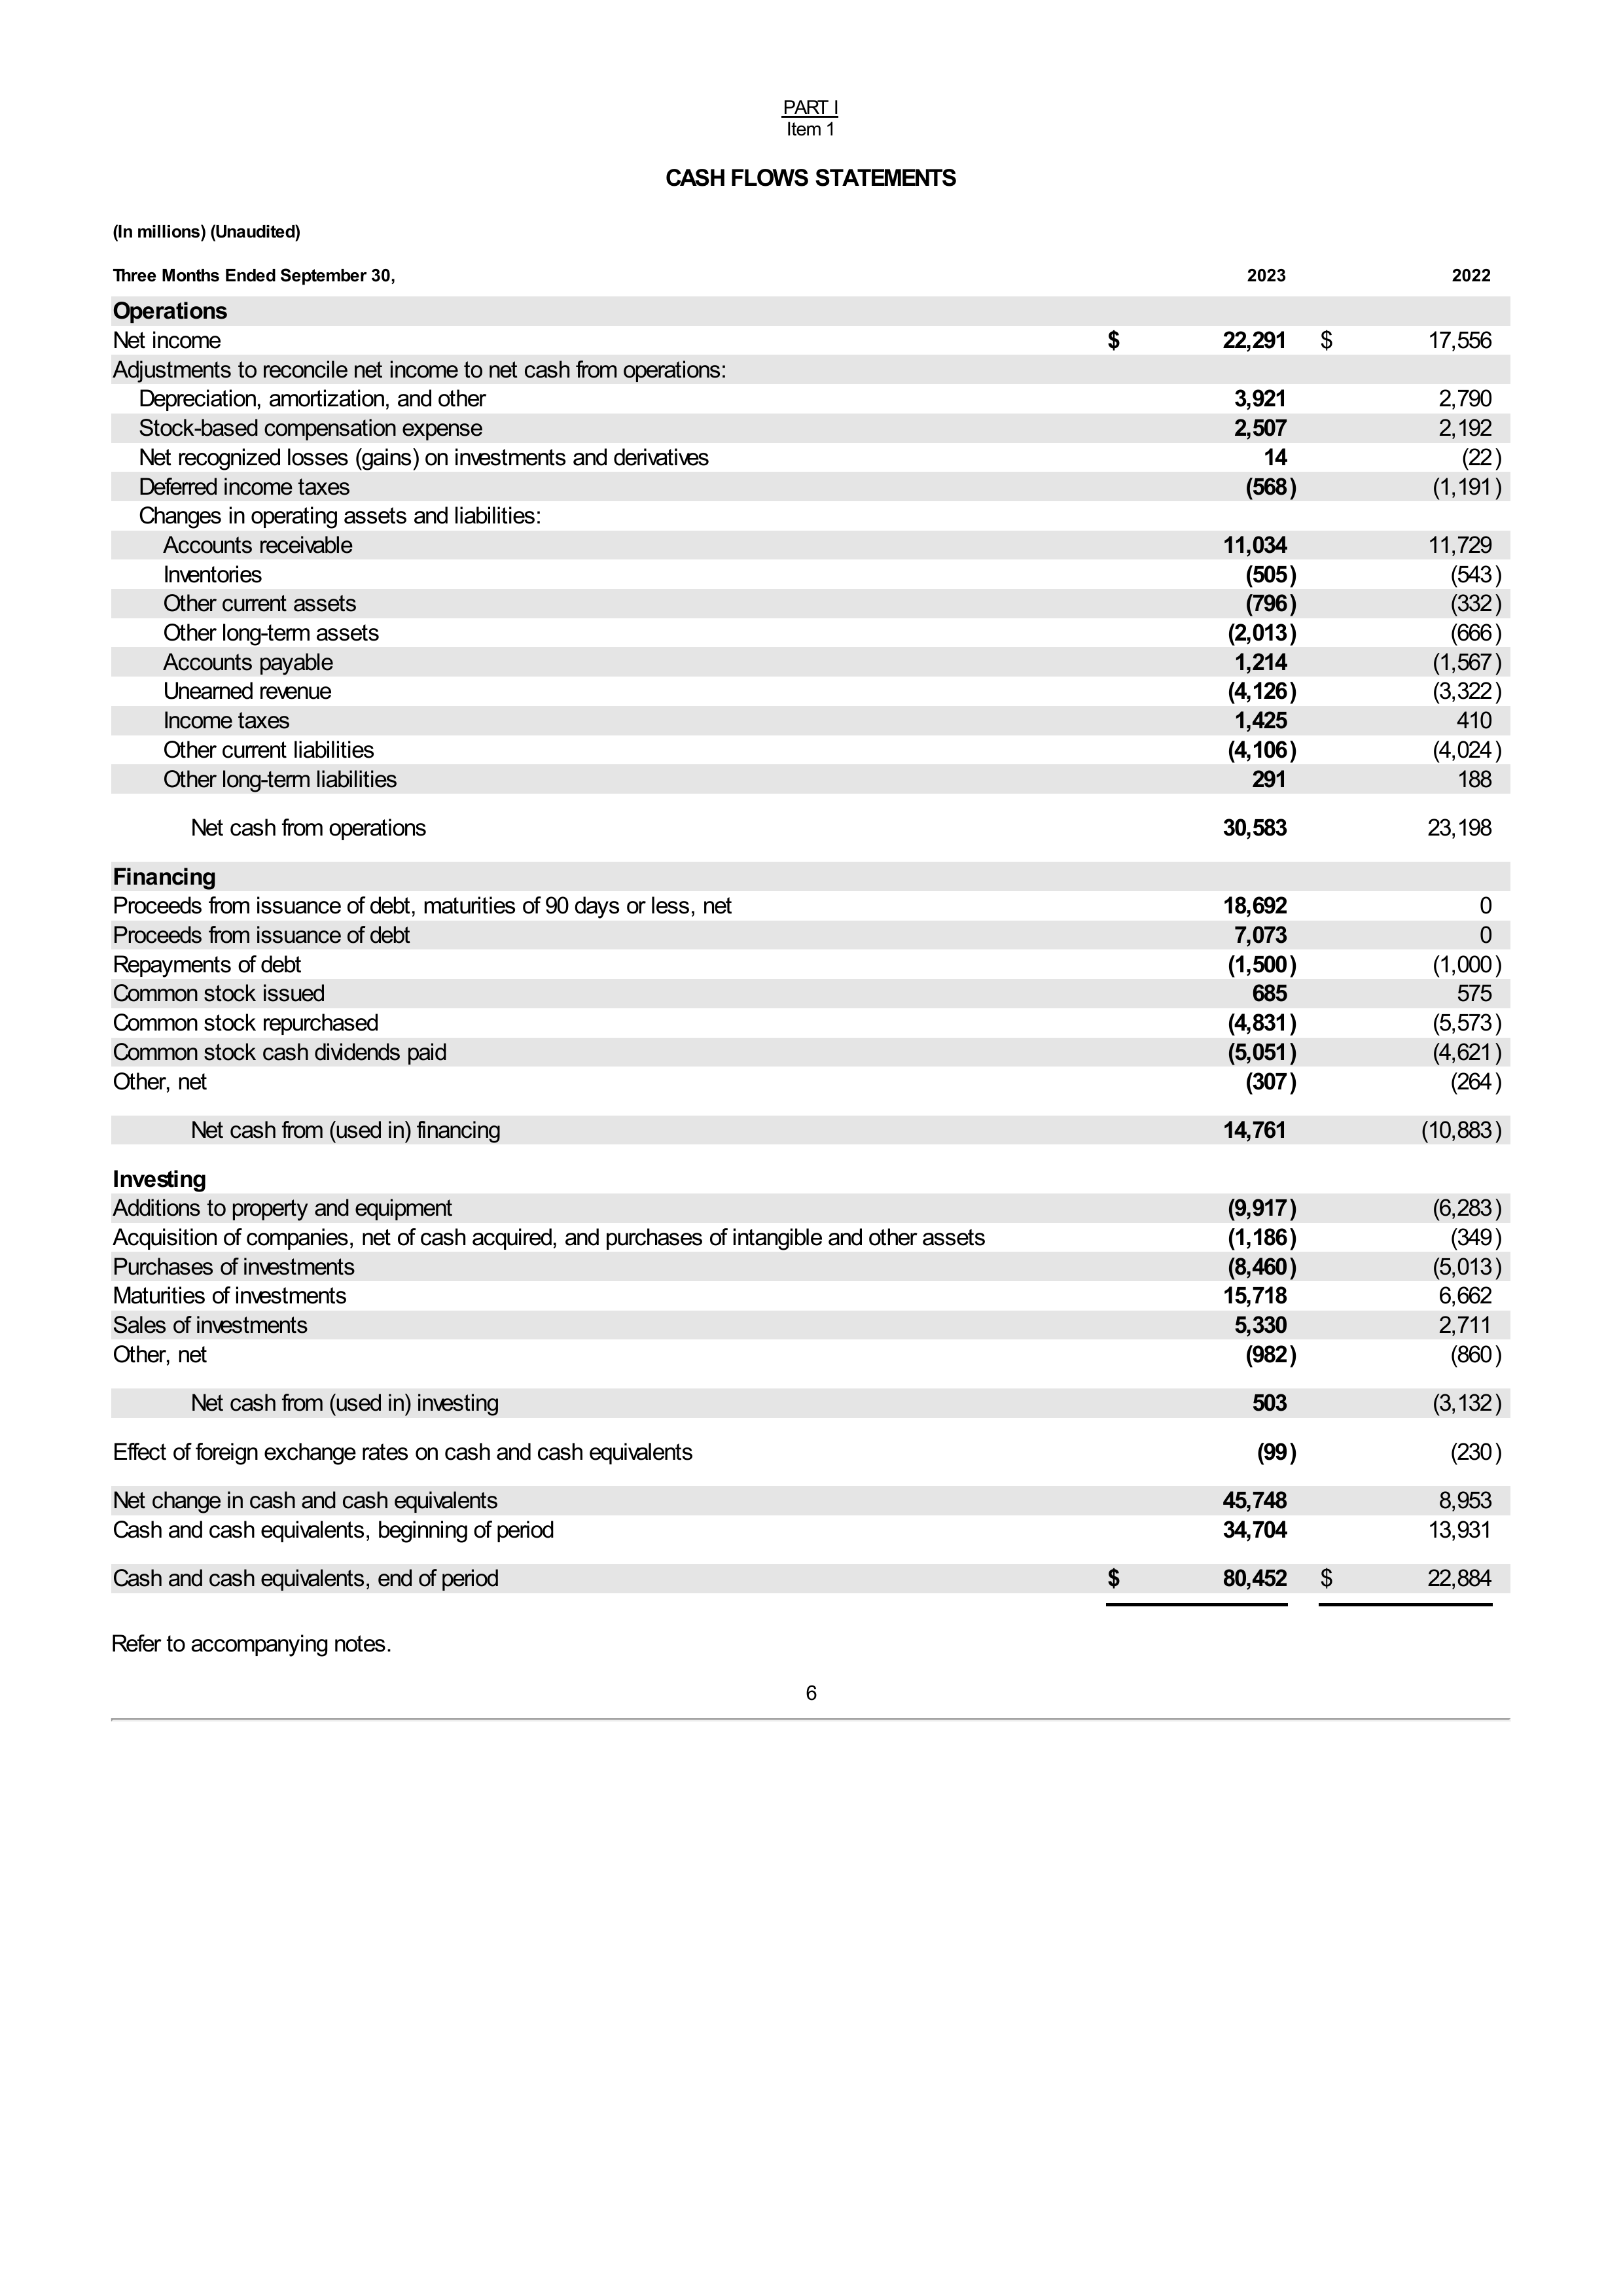 PART I
Item 1
CASH FLOWS STATEMENTS
(In millions) (Unaudited)
Three Months Ended September 30, 2023 2022
Operations
Net income $ 22,291 $ 17,556
Adjustments to reconcile net income to net cash from operations:
Depreciation, amortization, and other 3,921 2,790
Stock-based compensation expense 2,507 2,192
Net recognized losses (gains) on investments and derivatives 14 (22)
Deferred income taxes (568) (1,191)
Changes in operating assets and liabilities:
Accounts receivable 11,034 11,729
Inventories (505) (543)
Other current assets (796) (332)
Other long-term assets (2,013) (666)
Accounts payable 1,214 (1,567)
Unearned revenue (4,126) (3,322)
Income taxes 1,425 410
Other current liabilities (4,106) (4,024)
Other long-term liabilities 291 188
Net cash from operations 30,583 23,198
Financing
Proceeds from issuance of debt, maturities of 90 days or less, net 18,692 0
Proceeds from issuance of debt 7,073 0
Repayments of debt (1,500) (1,000)
Common stock issued 685 575
Common stock repurchased (4,831) (5,573)
Common stock cash dividends paid (5,051) (4,621)
Other, net (307) (264)
Net cash from (used in) financing 14,761 (10,883)
Investing
Additions to property and equipment (9,917) (6,283)
Acquisition of companies, net of cash acquired, and purchases of intangible and other assets (1,186) (349)
Purchases of investments (8,460) (5,013)
Maturities of investments 15,718 6,662
Sales of investments 5,330 2,711
Other, net (982) (860)
Net cash from (used in) investing 503 (3,132)
Effect of foreign exchange rates on cash and cash equivalents (99) (230)
Net change in cash and cash equivalents 45,748 8,953
Cash and cash equivalents, beginning of period 34,704 13,931
Cash and cash equivalents, end of period $ 80,452 $ 22,884
Refer to accompanying notes.
6